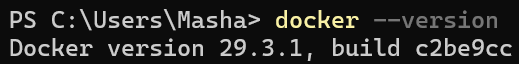 PS C:\Users\Masha> docker --version
Docker version 29.3.1, build c2be9cc